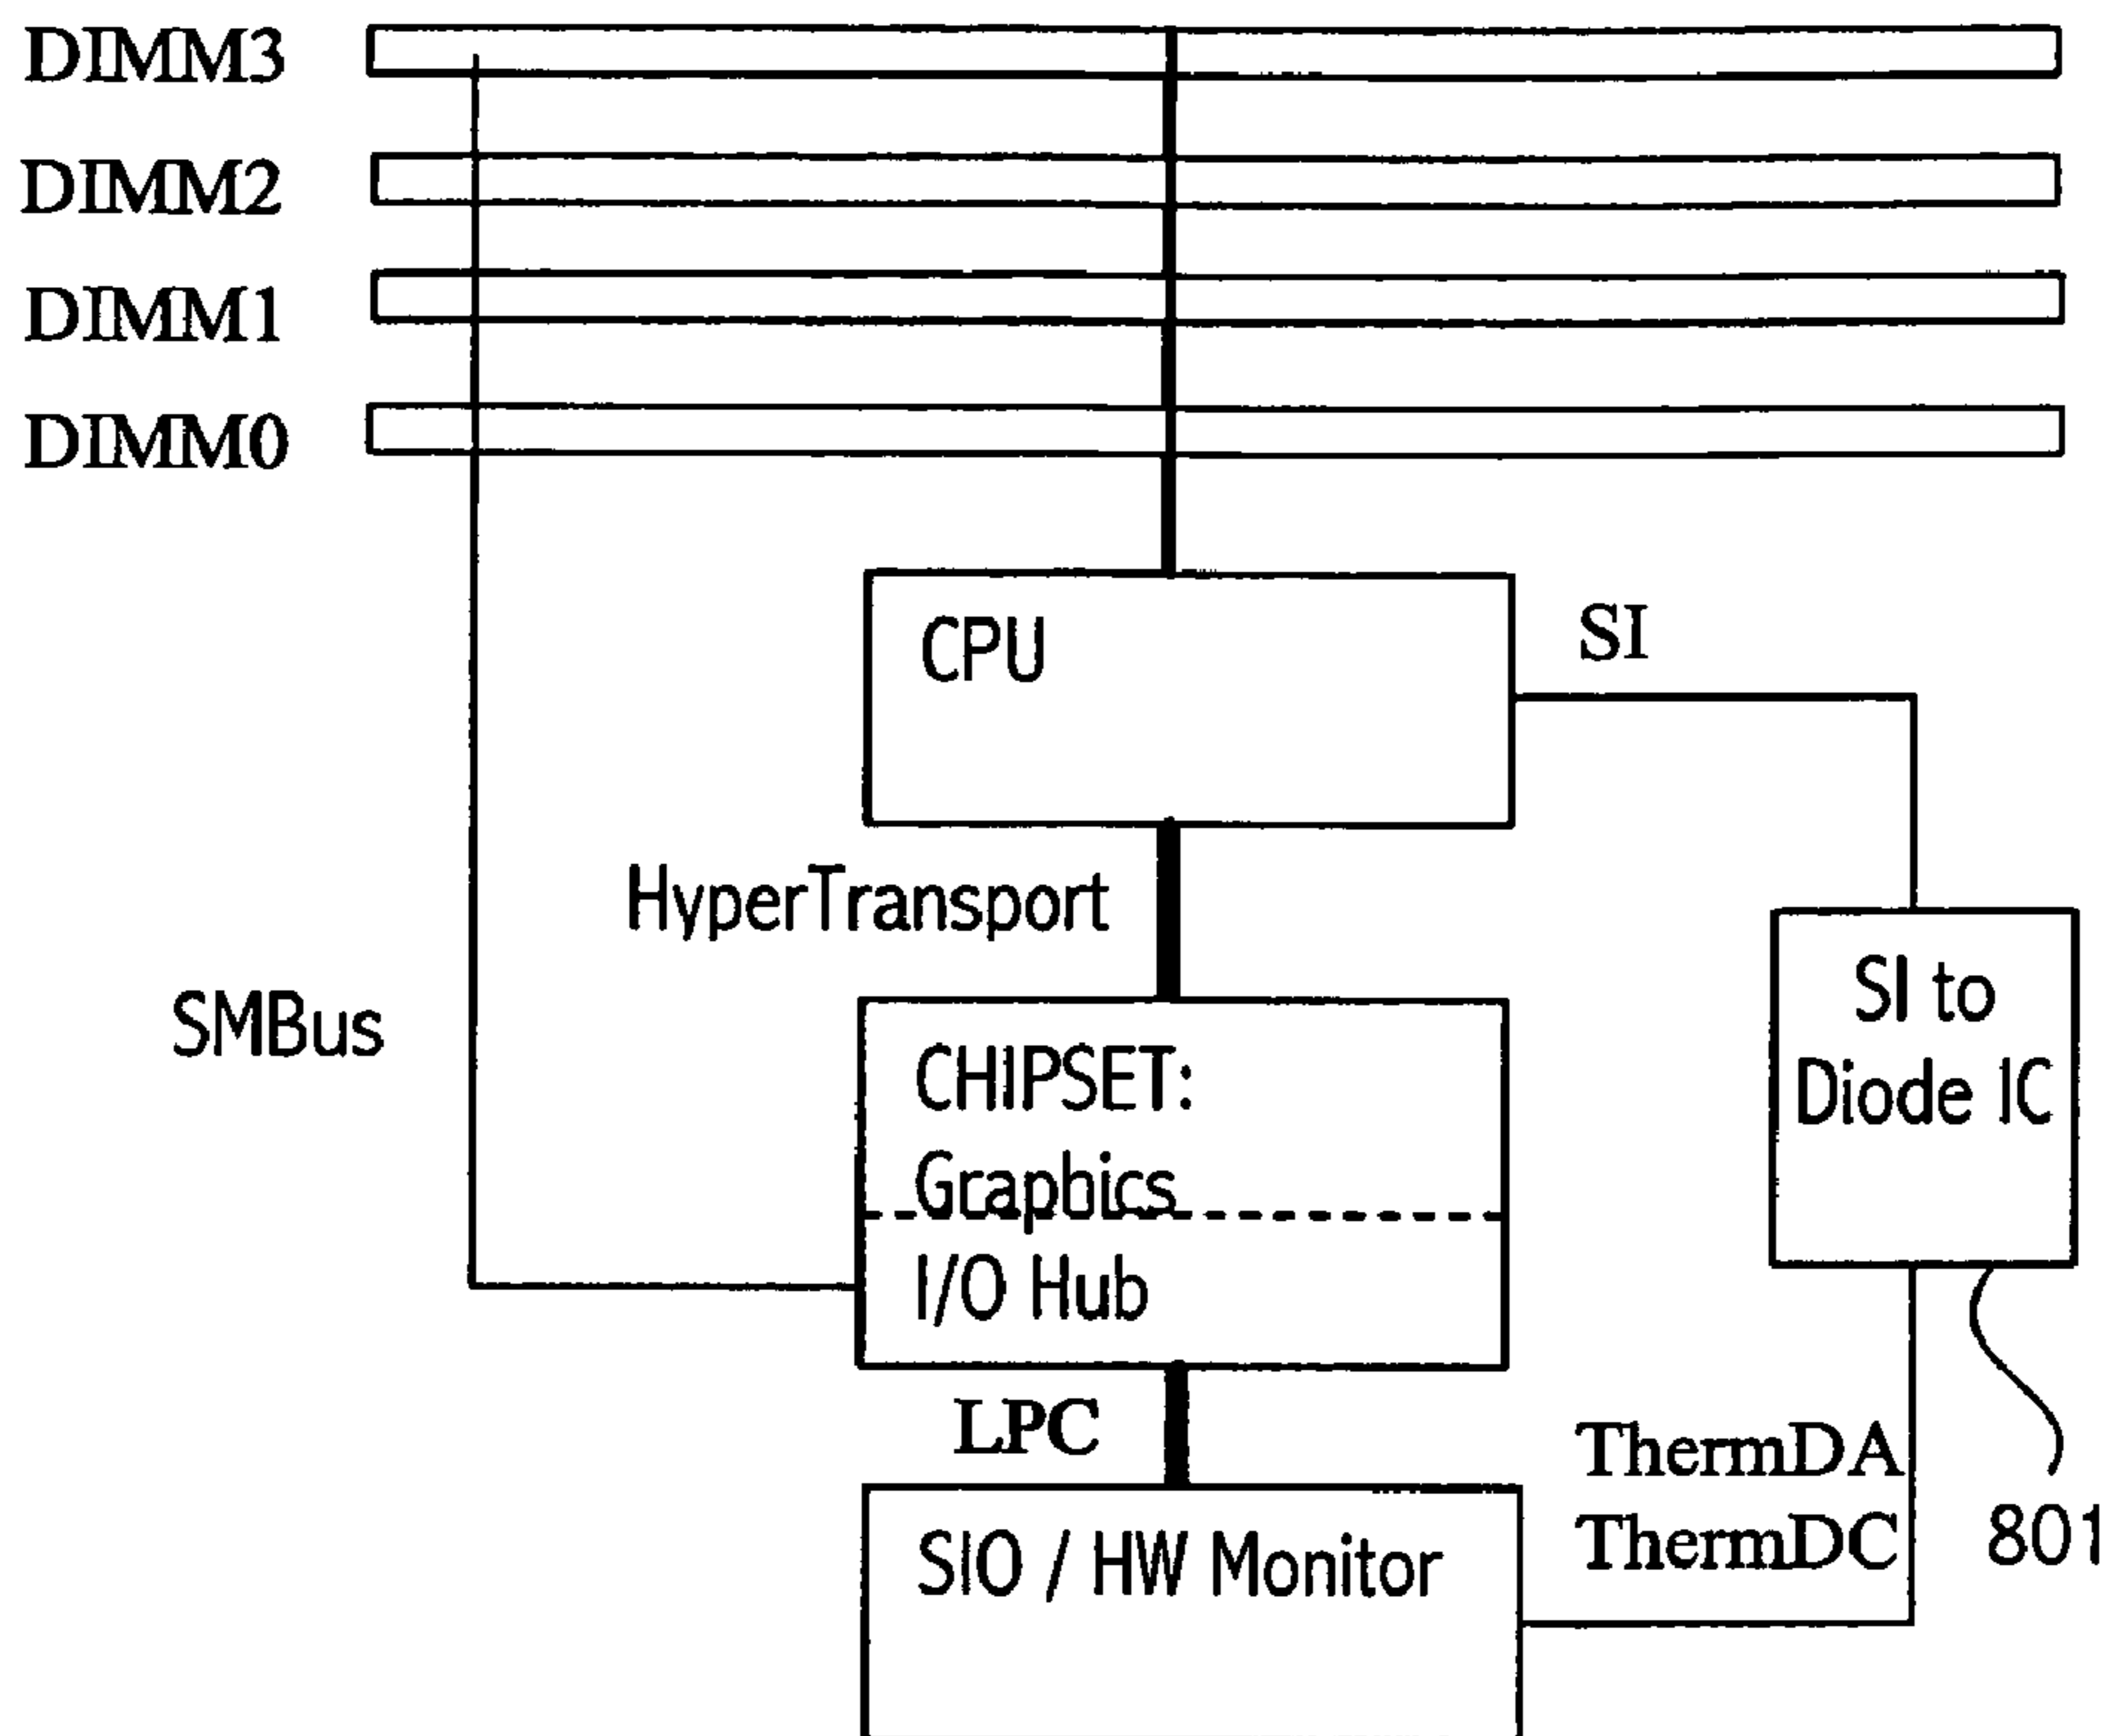 DIMM3
DIMM2
DIMM1
DIMM0
CPU
SI
HyperTransport
SMBus
SI to
Diode IC
CHIPSET:
Graphics
I/O Hub
LPC
ThermDA
ThermDC
801
SIO / HW Monitor